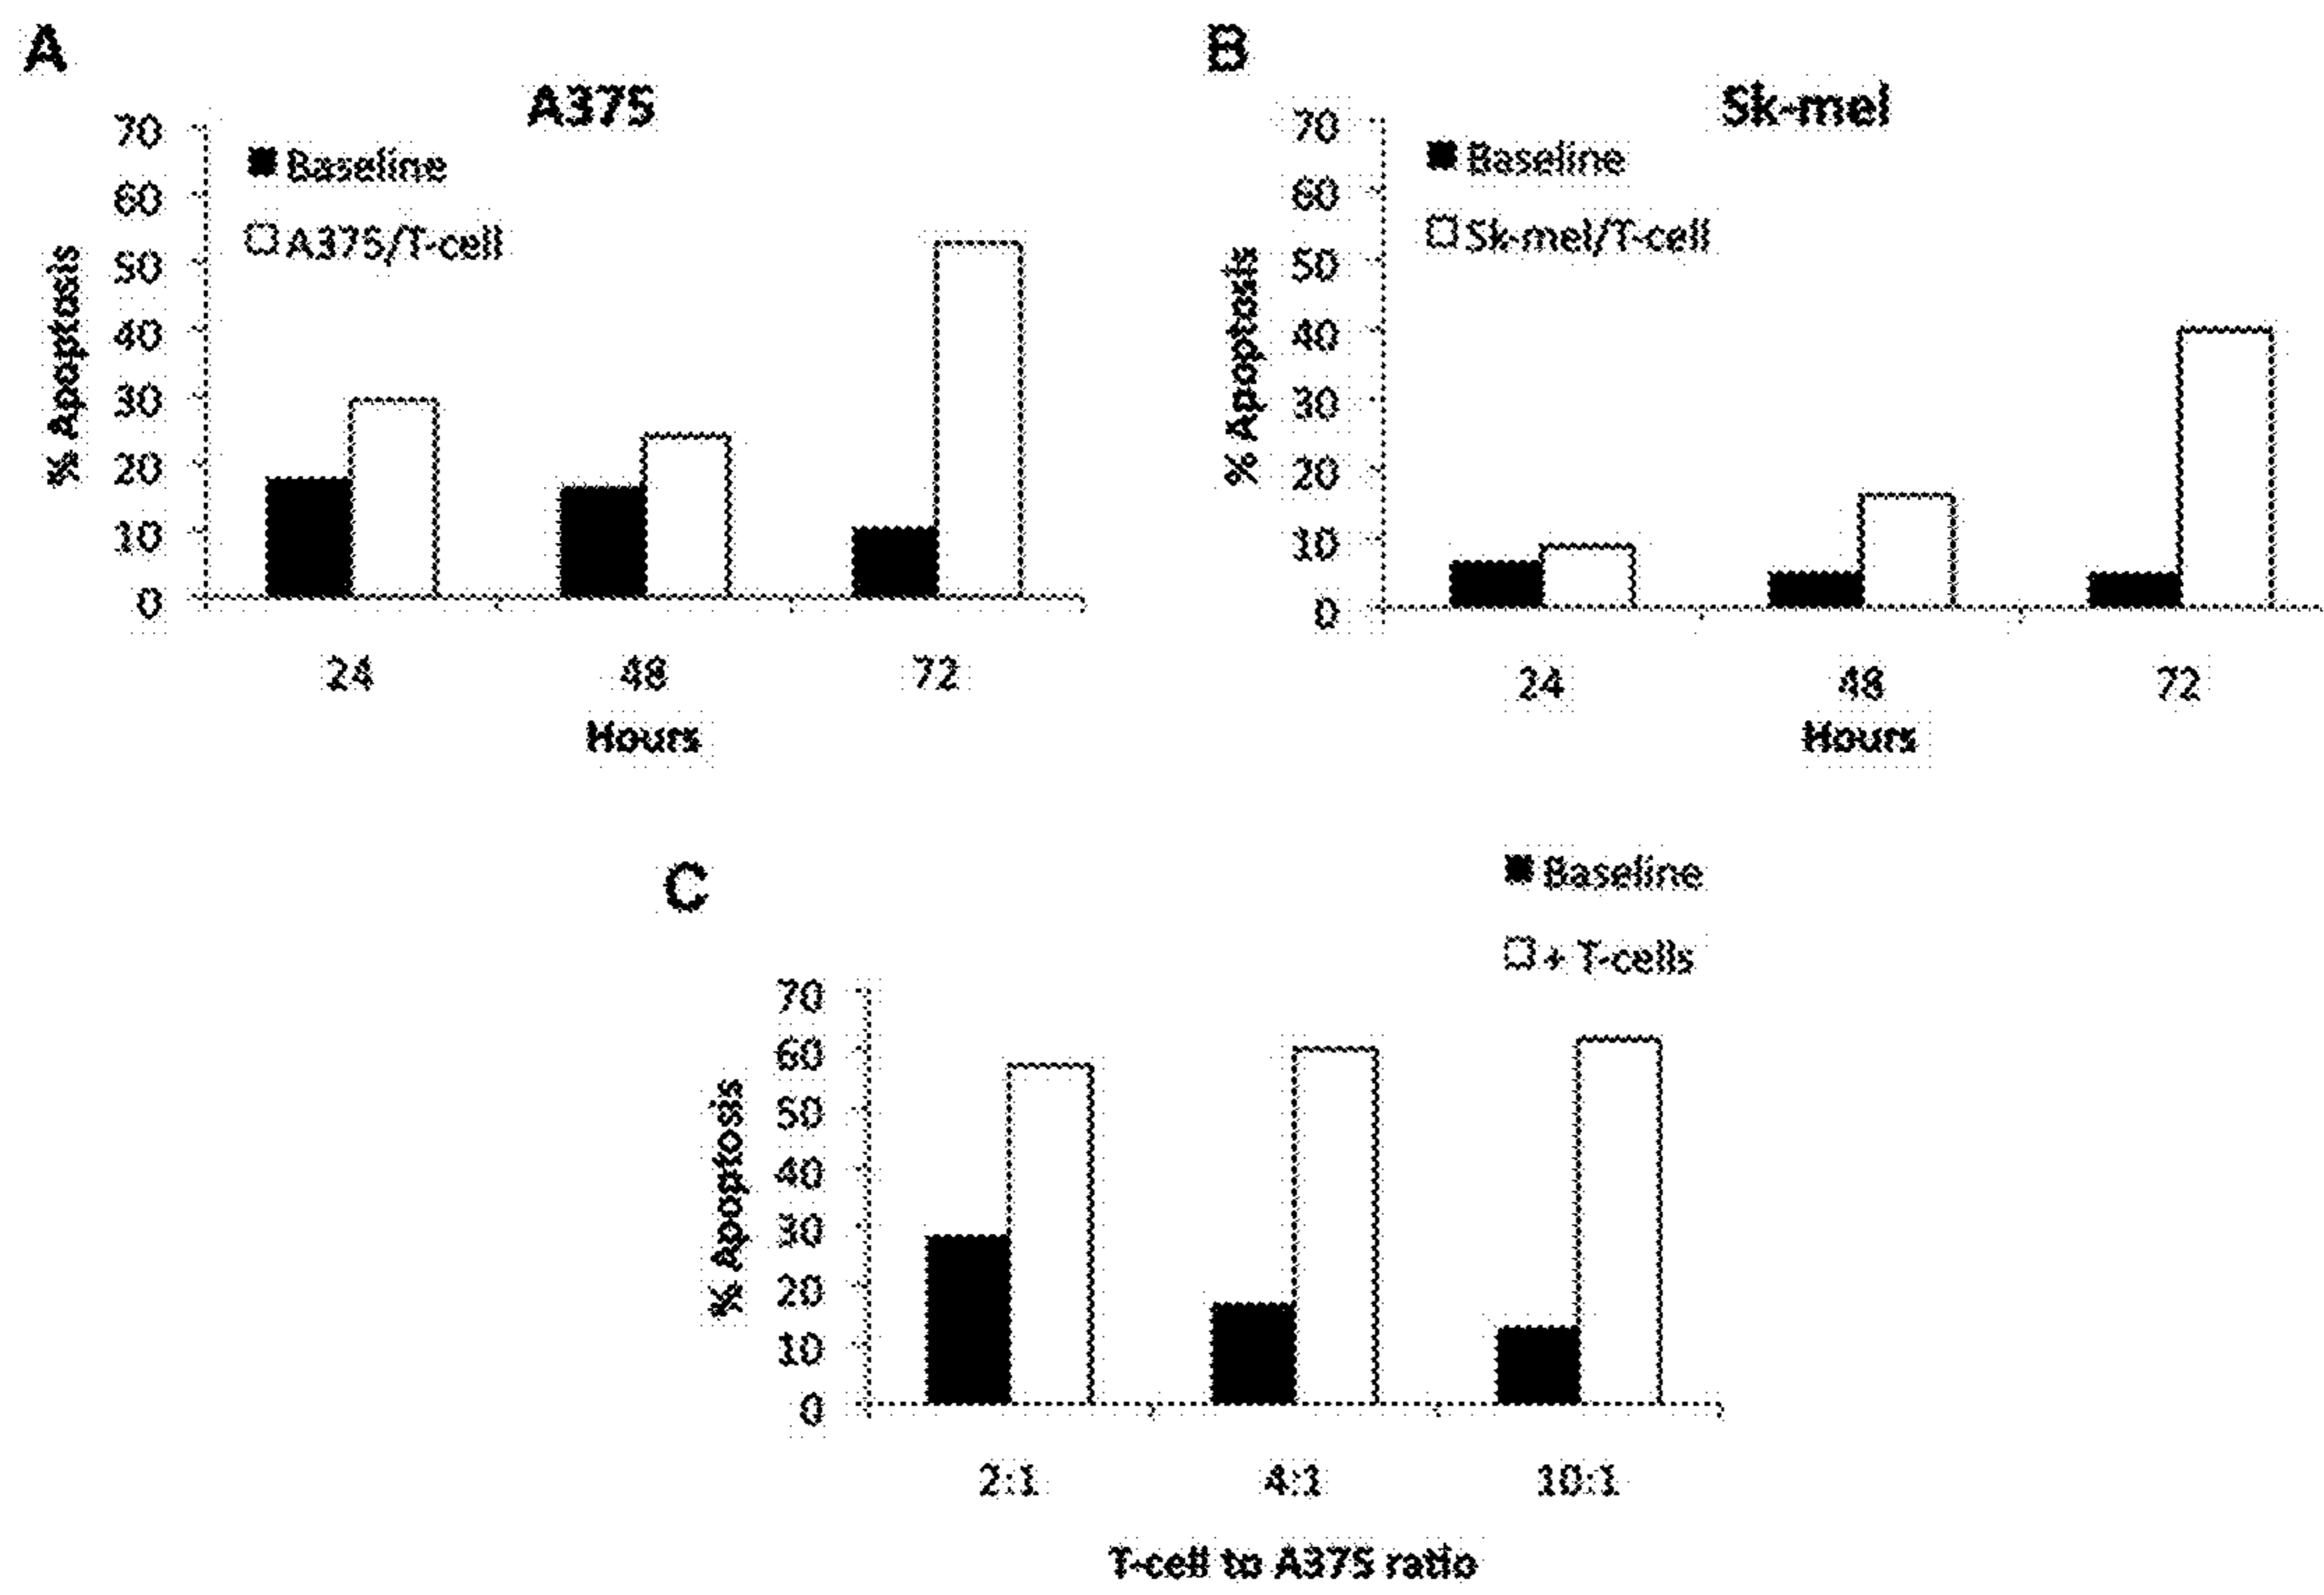 A
A375
70
60
50
40
30
20
10
0
% Apoptosis
Baseline
A375/T-cell
24 48 72
Hours
B
Sk-mel
70
60
50
40
30
20
10
0
% Apoptosis
Baseline
Sk-mel/T-cell
24 48 72
Hours
C
Baseline
+ T-cells
70
60
50
40
30
20
10
0
% Apoptosis
2:1 4:1 10:1
T-cell to A375 ratio